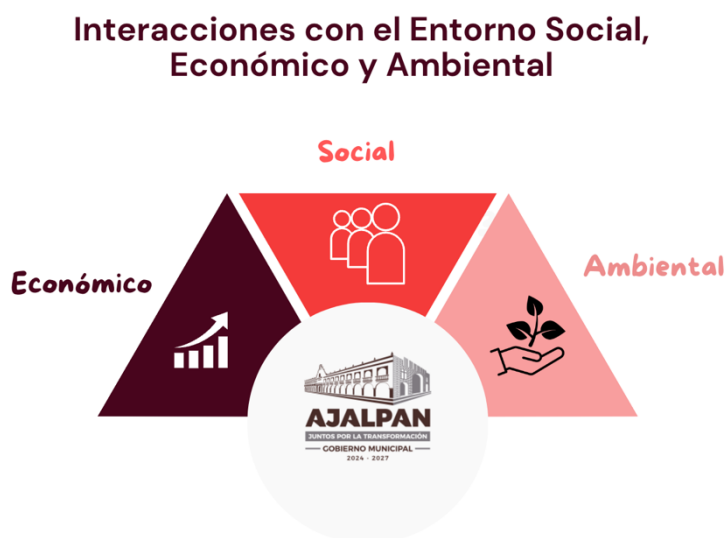 Interacciones con el Entorno Social,
Económico y Ambiental
Social
Económico
Ambiental
AJALPAN
JUNTOS POR LA TRANSFORMACIÓN
GOBIERNO MUNICIPAL
2024 - 2027